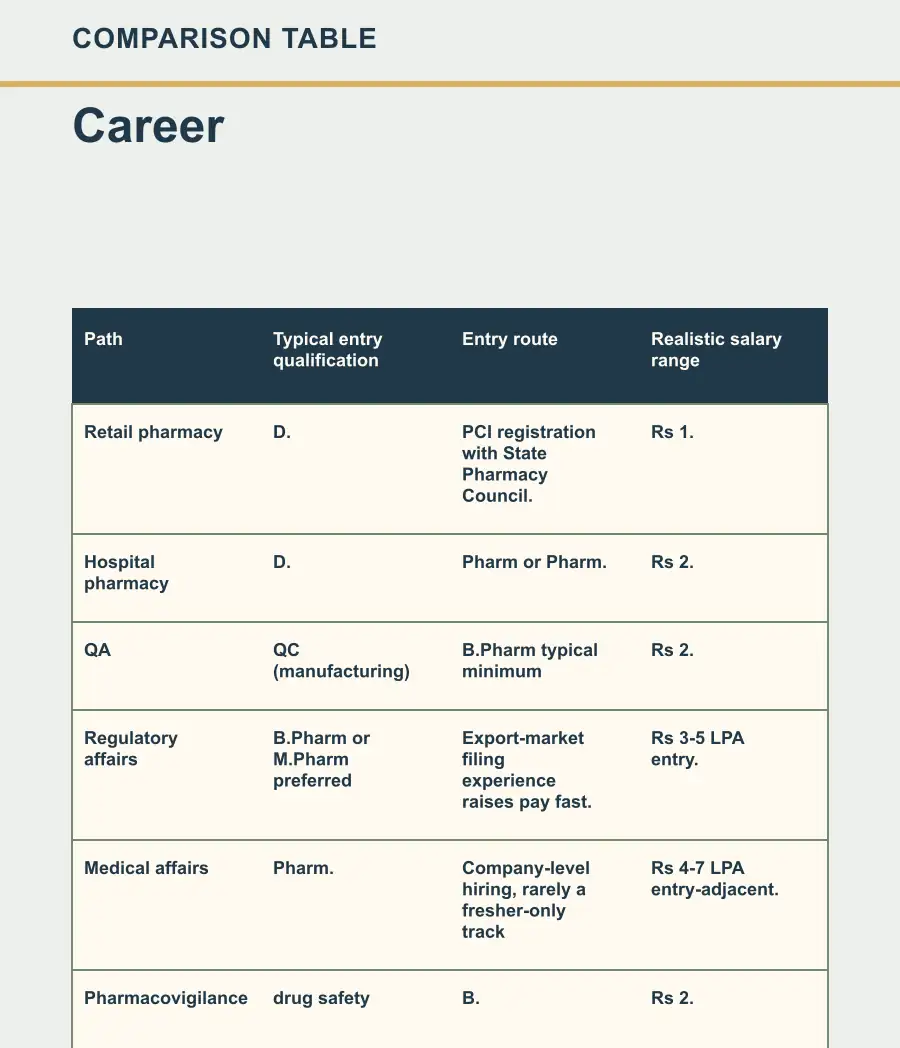 COMPARISON TABLE
Career
Path
Typical entry
qualification
Entry route
Realistic salary
range
Retail pharmacy
D.
PCI registration
with State
Pharmacy
Council.
Rs 1.
Hospital
pharmacy
D.
Pharm or Pharm.
Rs 2.
QA
QC
(manufacturing)
B.Pharm typical
minimum
Rs 2.
Regulatory
affairs
B.Pharm or
M.Pharm
preferred
Export-market
filing
experience
raises pay fast.
Rs 3-5 LPA
entry.
Medical affairs
Pharm.
Company-level
hiring, rarely a
fresher-only
track
Rs 4-7 LPA
entry-adjacent.
Pharmacovigilance
drug safety
B.
Rs 2.